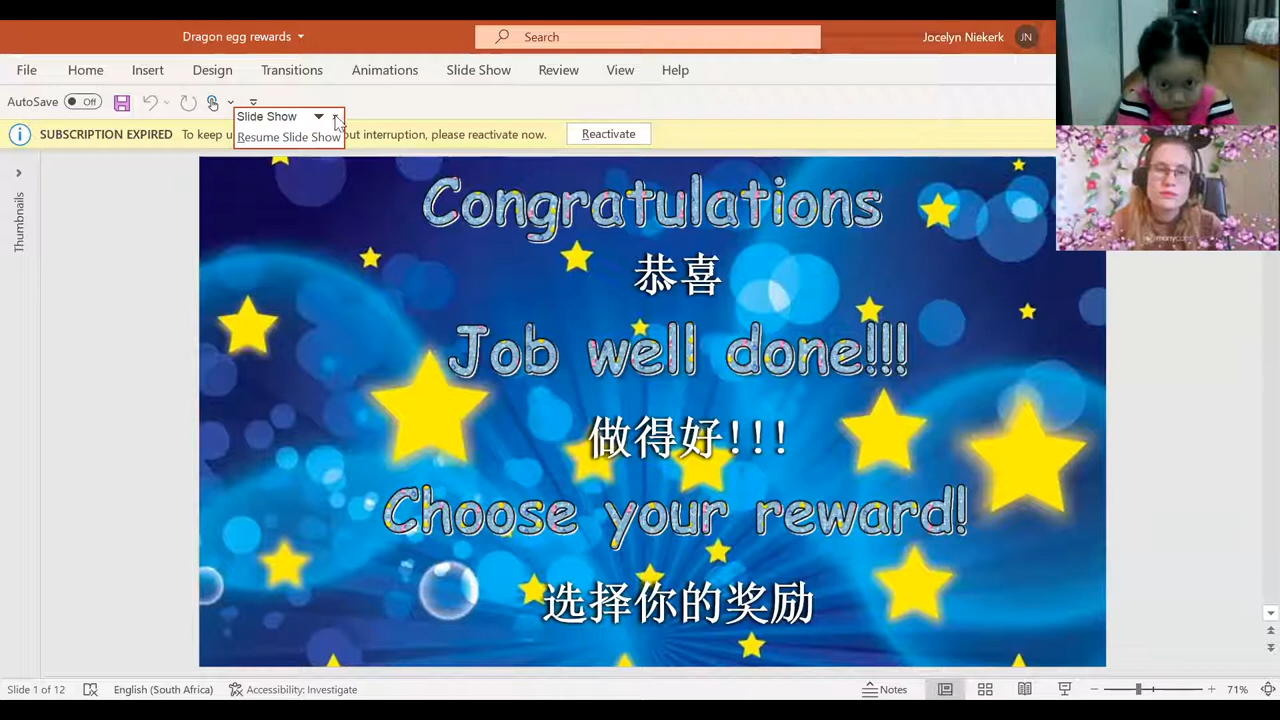 Dragon egg rewards
Search
Jocelyn Niekerk
JN
File Home Insert Design Transitions Animations Slide Show Review View Help
AutoSave Off
Slide Show
Resume Slide Show
SUBSCRIPTION EXPIRED To keep u out interruption, please reactivate now. Reactivate
Thumbnails
Congratulations
恭喜
Job well done!!!
做得好!!!
Choose your reward!
选择你的奖励
Slide 1 of 12 English (South Africa) Accessibility: Investigate Notes 71%